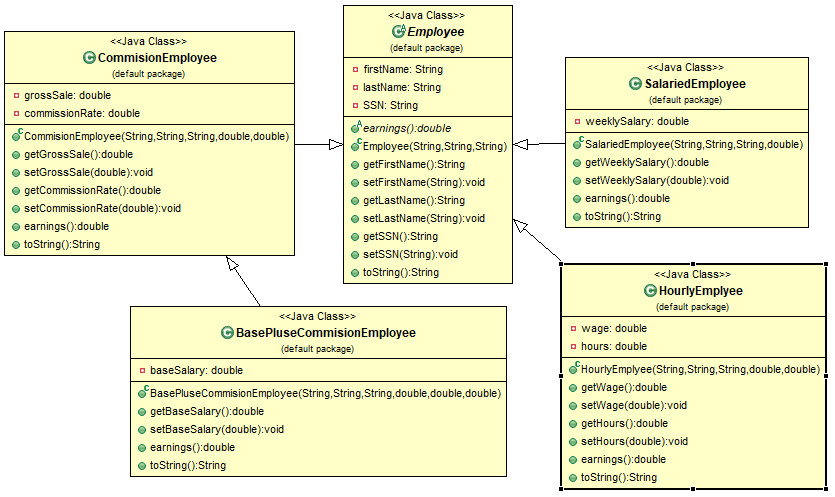 <<Java Class>>
CommisionEmployee
(default package)
grossSale: double
commissionRate: double
CommisionEmployee(String,String,String,double,double)
getGrossSale():double
setGrossSale(double):void
getCommissionRate():double
setCommissionRate(double):void
earnings():double
toString():String
<<Java Class>>
Employee
(default package)
firstName: String
lastName: String
SSN: String
earnings():double
Employee(String,String,String)
getFirstName():String
setFirstName(String):void
getLastName():String
setLastName(String):void
getSSN():String
setSSN(String):void
toString():String
<<Java Class>>
SalariedEmployee
(default package)
weeklySalary: double
SalariedEmployee(String,String,String,double)
getWeeklySalary():double
setWeeklySalary(double):void
earnings():double
toString():String
<<Java Class>>
BasePluseCommisionEmployee
(default package)
baseSalary: double
BasePluseCommisionEmployee(String,String,String,double,double,double)
getBaseSalary():double
setBaseSalary(double):void
earnings():double
toString():String
<<Java Class>>
HourlyEmplyee
(default package)
wage: double
hours: double
HourlyEmplyee(String,String,String,double,double)
getWage():double
setWage(double):void
getHours():double
setHours(double):void
earnings():double
toString():String